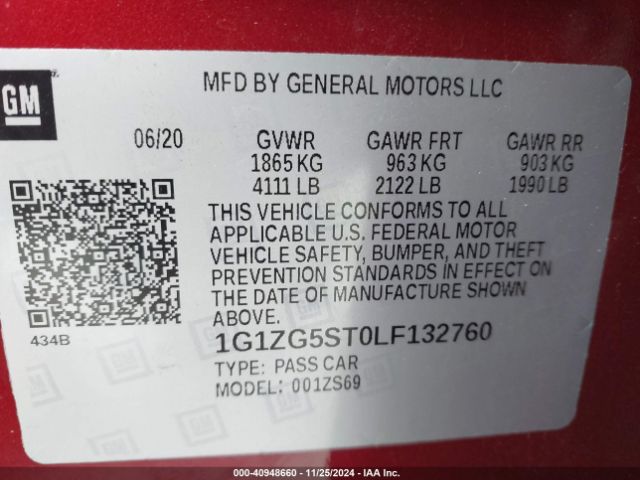 GM
MFD BY GENERAL MOTORS LLC
06/20 GVWR GAWR FRT GAWR RR
1865 KG 963 KG 903 KG
4111 LB 2122 LB 1990 LB
THIS VEHICLE CONFORMS TO ALL
APPLICABLE U.S. FEDERAL MOTOR
VEHICLE SAFETY, BUMPER, AND THEFT
PREVENTION STANDARDS IN EFFECT ON
THE DATE OF MANUFACTURE SHOWN
ABOVE.
434B
1G1ZG5ST0LF132760
TYPE: PASS CAR
MODEL: 001ZS69
000-40948660 - 11/25/2024 - IAA Inc.